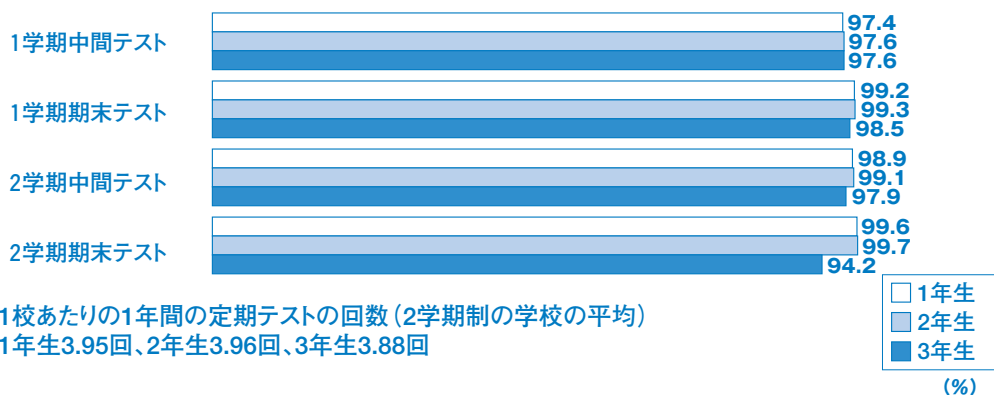 1学期中間テスト
97.4
97.6
97.6
1学期期末テスト
99.2
99.3
98.5
2学期中間テスト
98.9
99.1
97.9
2学期期末テスト
99.6
99.7
94.2
1校あたりの1年間の定期テストの回数（2学期制の学校の平均）
1年生3.95回、2年生3.96回、3年生3.88回
1年生
2年生
3年生
(%)